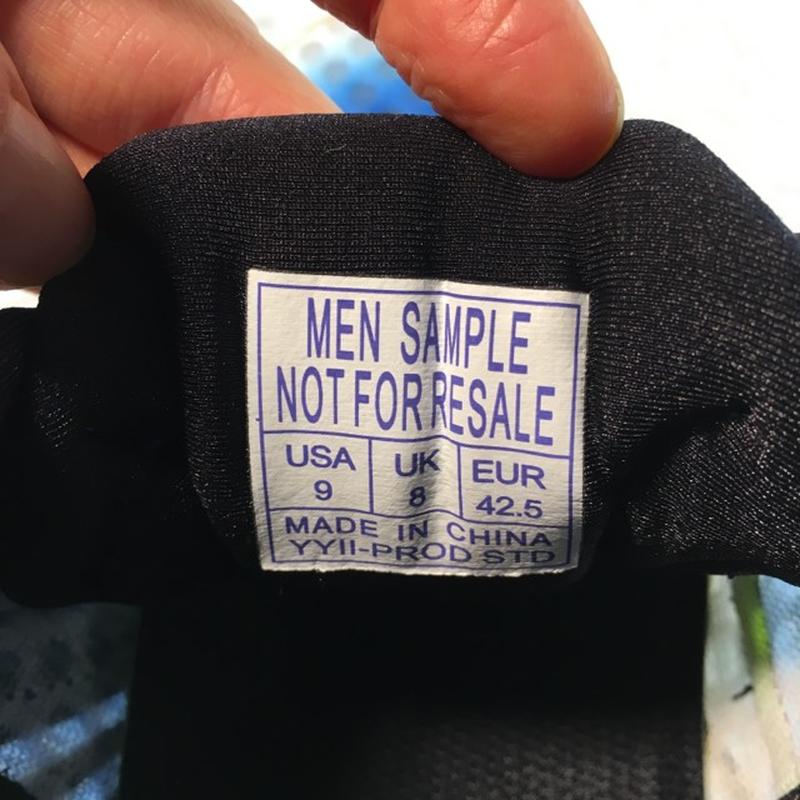 MEN SAMPLE
NOT FOR RESALE
USA UK EUR
9 8 42.5
MADE IN CHINA
YYII-PROD STD